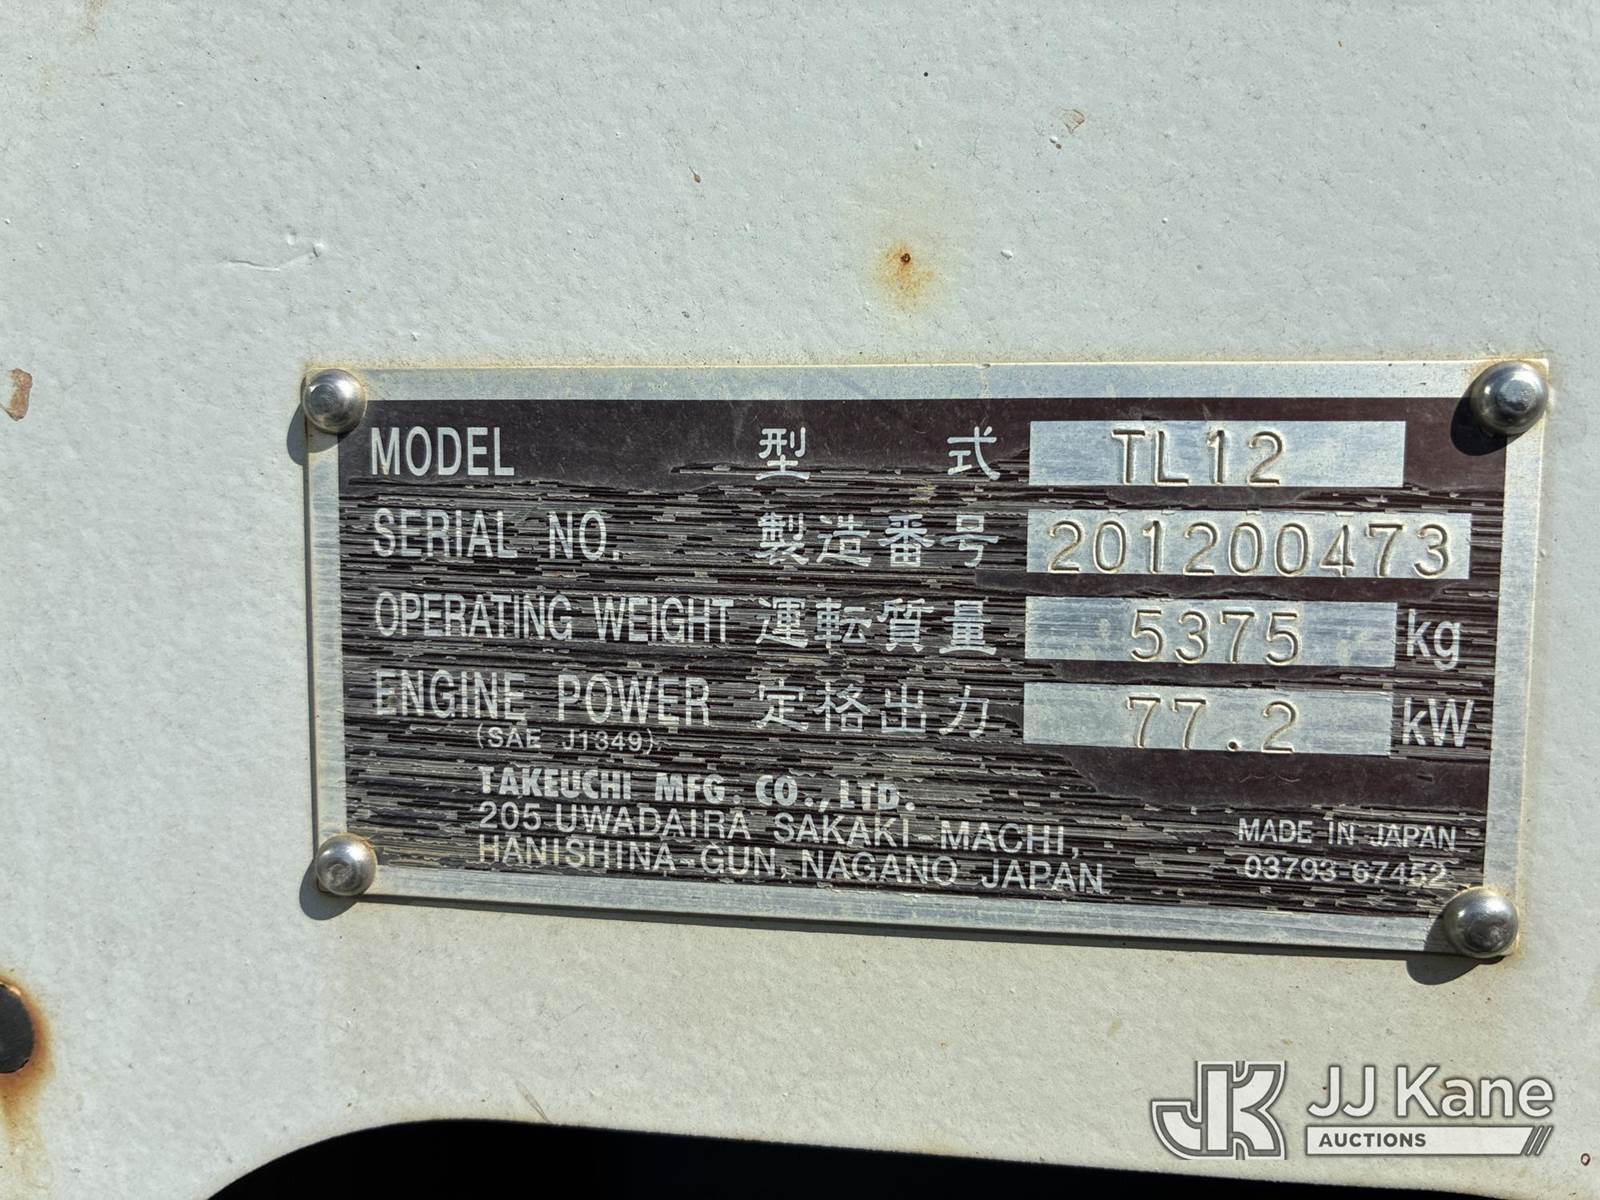 MODEL 型式 TL12
SERIAL NO. 製造番号 201200473
OPERATING WEIGHT 運転質量 5375 kg
ENGINE POWER 定格出力 77.2 kW
(SAE J1349)
TAKEUCHI MFG. CO., LTD.
205 UWADAIRA SAKAKI-MACHI,
HANISHINA-GUN, NAGANO JAPAN
MADE IN JAPAN
03793-67452
JK JJ Kane
AUCTIONS